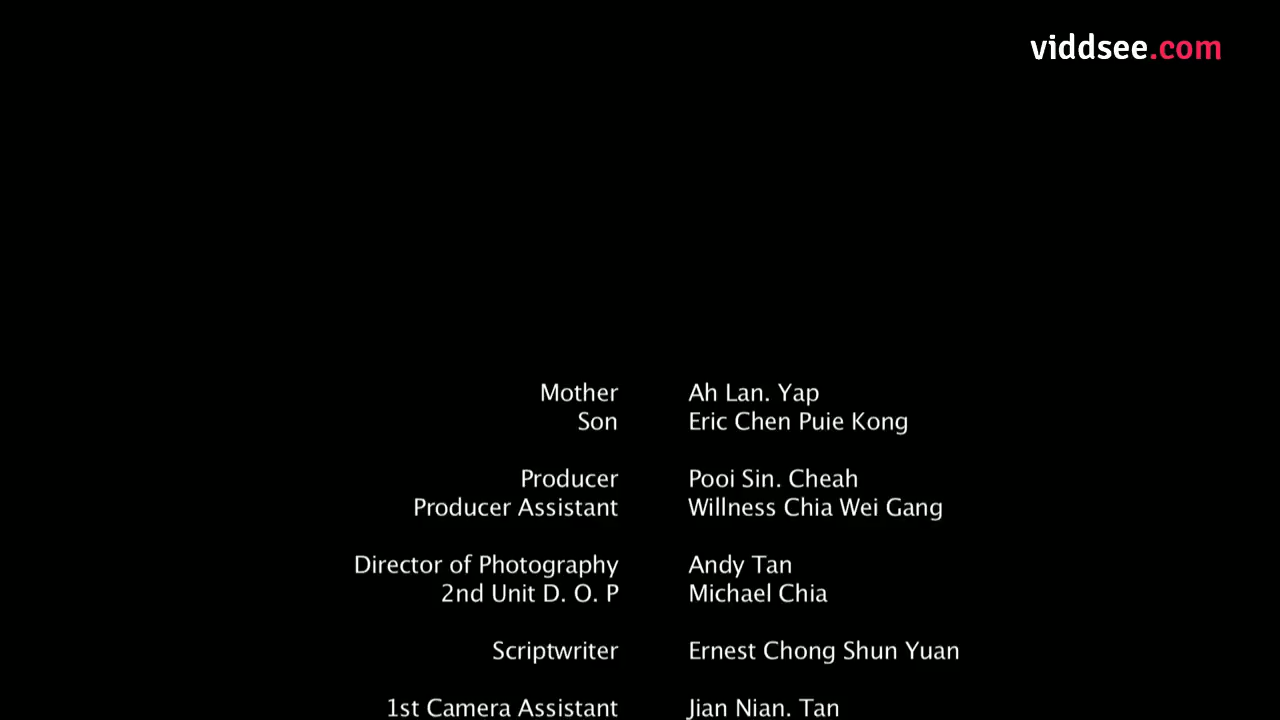 viddsee.com
Mother Ah Lan. Yap
Son Eric Chen Puie Kong
Producer Pooi Sin. Cheah
Producer Assistant Willness Chia Wei Gang
Director of Photography Andy Tan
2nd Unit D. O. P Michael Chia
Scriptwriter Ernest Chong Shun Yuan
1st Camera Assistant Jian Nian. Tan